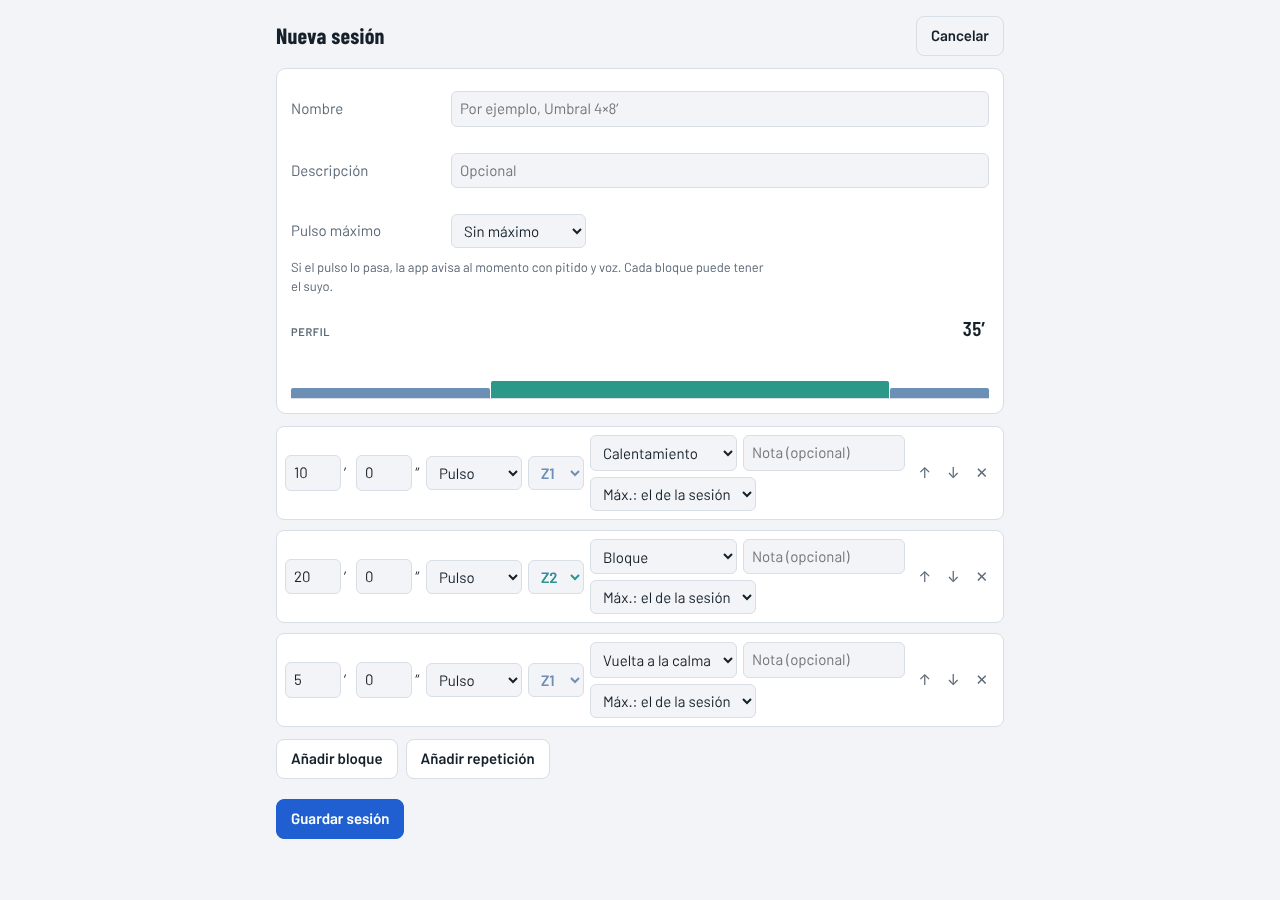 Nueva sesión
Cancelar
Nombre
Por ejemplo, Umbral 4×8′
Descripción
Opcional
Pulso máximo
Sin máximo
Si el pulso lo pasa, la app avisa al momento con pitido y voz. Cada bloque puede tener
el suyo.
PERFIL
35′
10 ′ 0 ″ Pulso Z1 Calentamiento Nota (opcional) ↑ ↓ ✕
Máx.: el de la sesión
20 ′ 0 ″ Pulso Z2 Bloque Nota (opcional) ↑ ↓ ✕
Máx.: el de la sesión
5 ′ 0 ″ Pulso Z1 Vuelta a la calma Nota (opcional) ↑ ↓ ✕
Máx.: el de la sesión
Añadir bloque
Añadir repetición
Guardar sesión